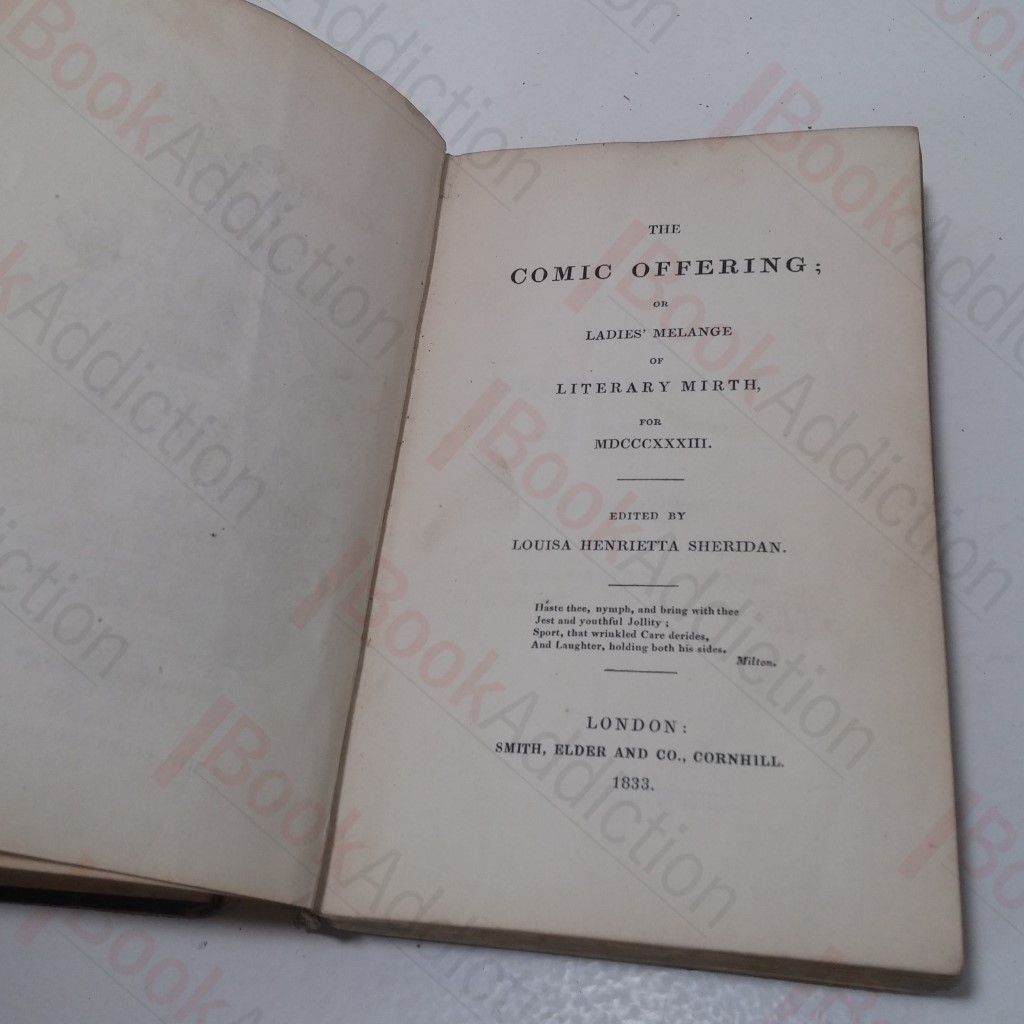 THE
COMIC OFFERING;
OR
LADIES' MELANGE
OF
LITERARY MIRTH,
FOR
MDCCCXXXIII.
EDITED BY
LOUISA HENRIETTA SHERIDAN.
Haste thee, nymph, and bring with thee
Jest and youthful Jollity;
Sport, that wrinkled Care derides,
And Laughter, holding both his sides.
Milton.
LONDON:
SMITH, ELDER AND CO., CORNHILL.
1833.
BookAddiction